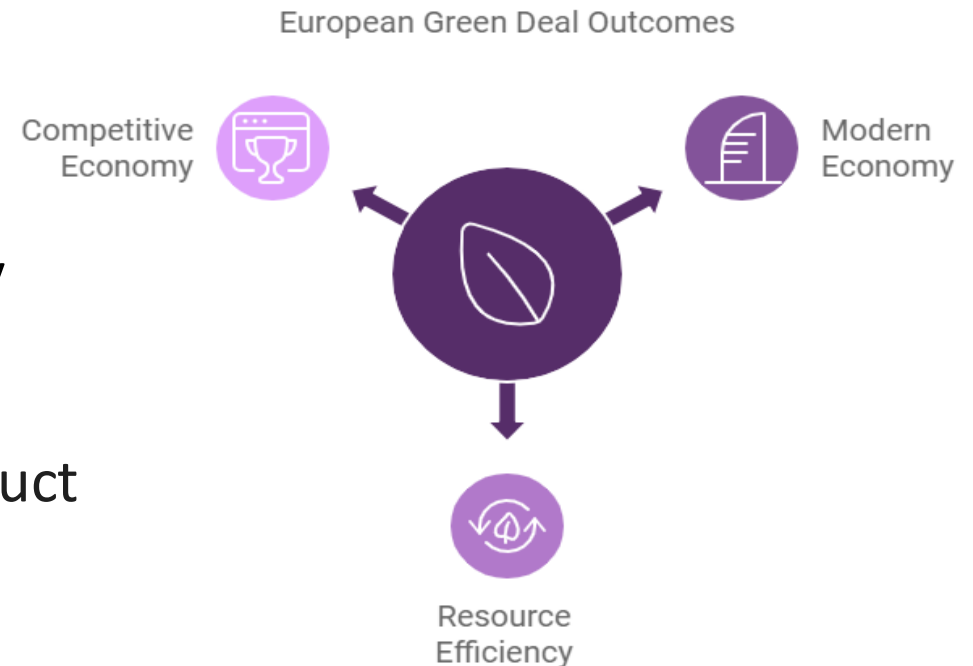 European Green Deal Outcomes
Competitive
Economy
Modern
Economy
uct
Resource
Efficiency